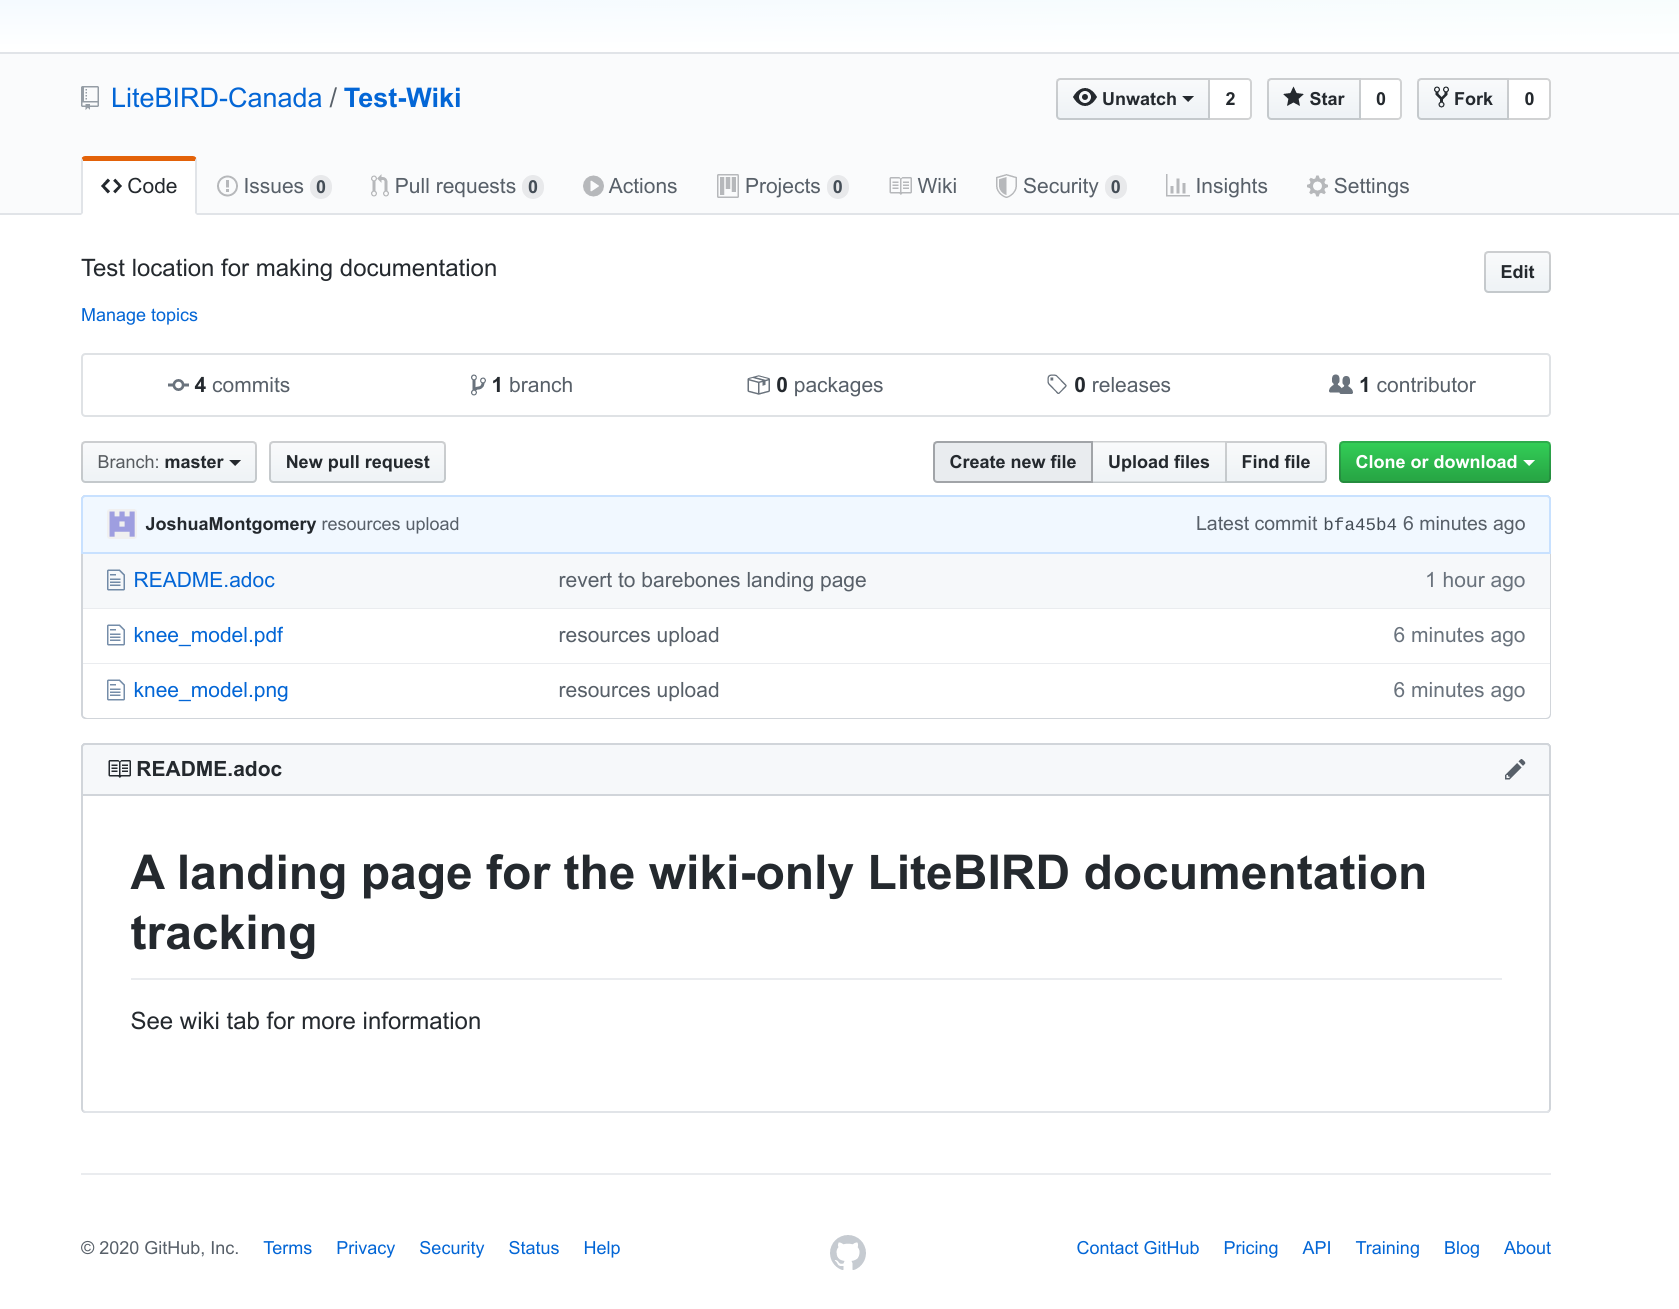 LiteBIRD-Canada / Test-Wiki
Unwatch 2 Star 0 Fork 0
Code Issues 0 Pull requests 0 Actions Projects 0 Wiki Security 0 Insights Settings
Test location for making documentation
Edit
Manage topics
4 commits 1 branch 0 packages 0 releases 1 contributor
Branch: master New pull request Create new file Upload files Find file Clone or download
JoshuaMontgomery resources upload Latest commit bfa45b4 6 minutes ago
README.adoc revert to barebones landing page 1 hour ago
knee_model.pdf resources upload 6 minutes ago
knee_model.png resources upload 6 minutes ago
README.adoc
A landing page for the wiki-only LiteBIRD documentation
tracking
See wiki tab for more information
© 2020 GitHub, Inc. Terms Privacy Security Status Help Contact GitHub Pricing API Training Blog About